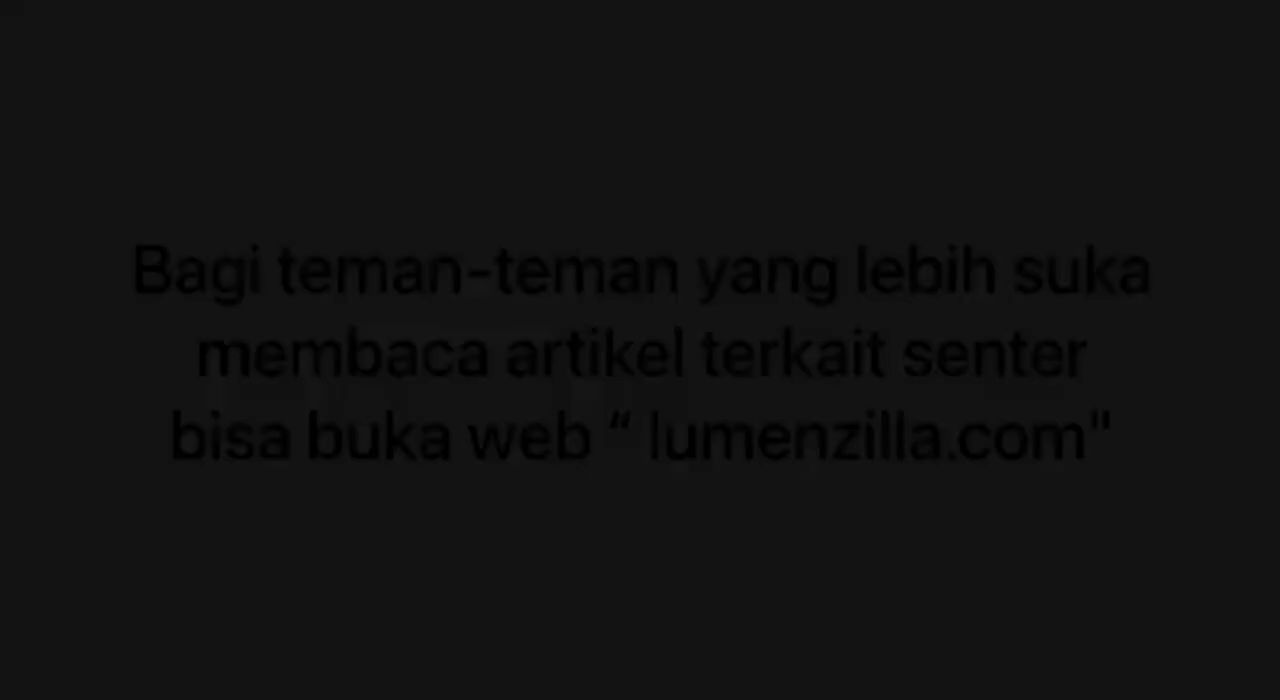 Bagi teman-teman yang lebih suka
membaca artikel terkait senter
bisa buka web “ lumenzilla.com"